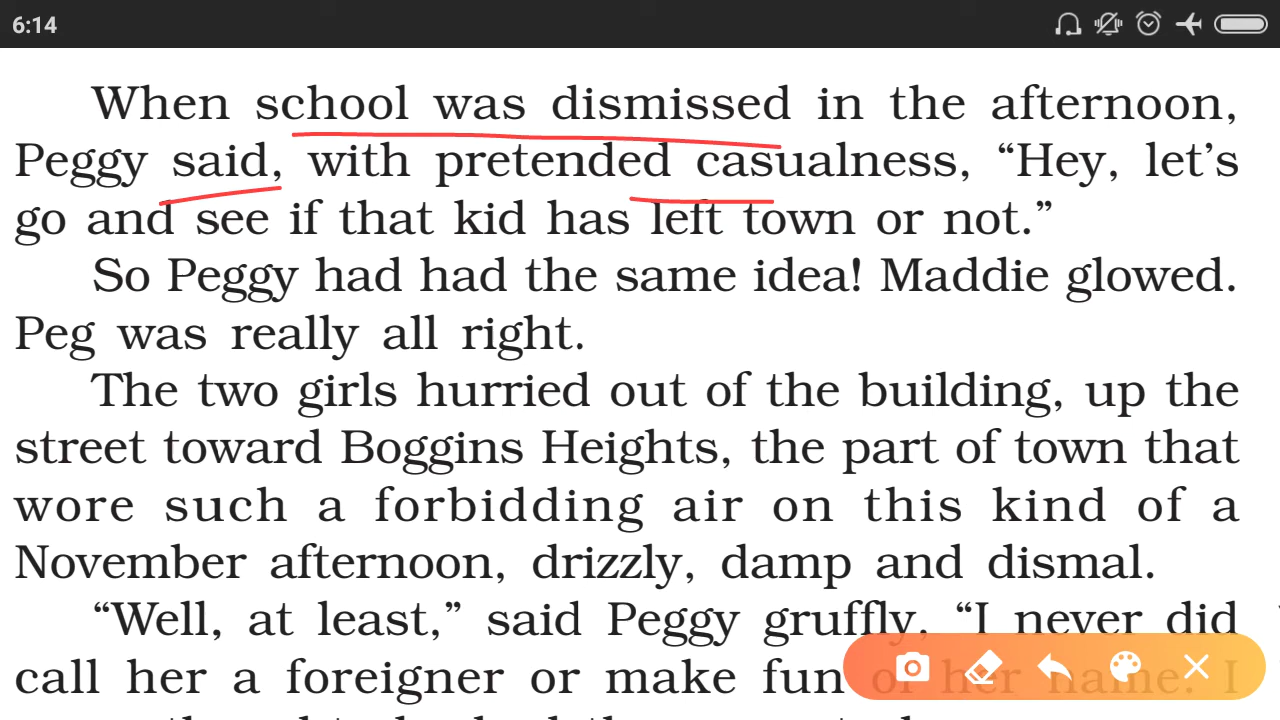 6:14
When school was dismissed in the afternoon,
Peggy said, with pretended casualness, “Hey, let’s
go and see if that kid has left town or not.”
So Peggy had had the same idea! Maddie glowed.
Peg was really all right.
The two girls hurried out of the building, up the
street toward Boggins Heights, the part of town that
wore such a forbidding air on this kind of a
November afternoon, drizzly, damp and dismal.
“Well, at least,” said Peggy gruffly, “I never did
call her a foreigner or make fun of her name. I